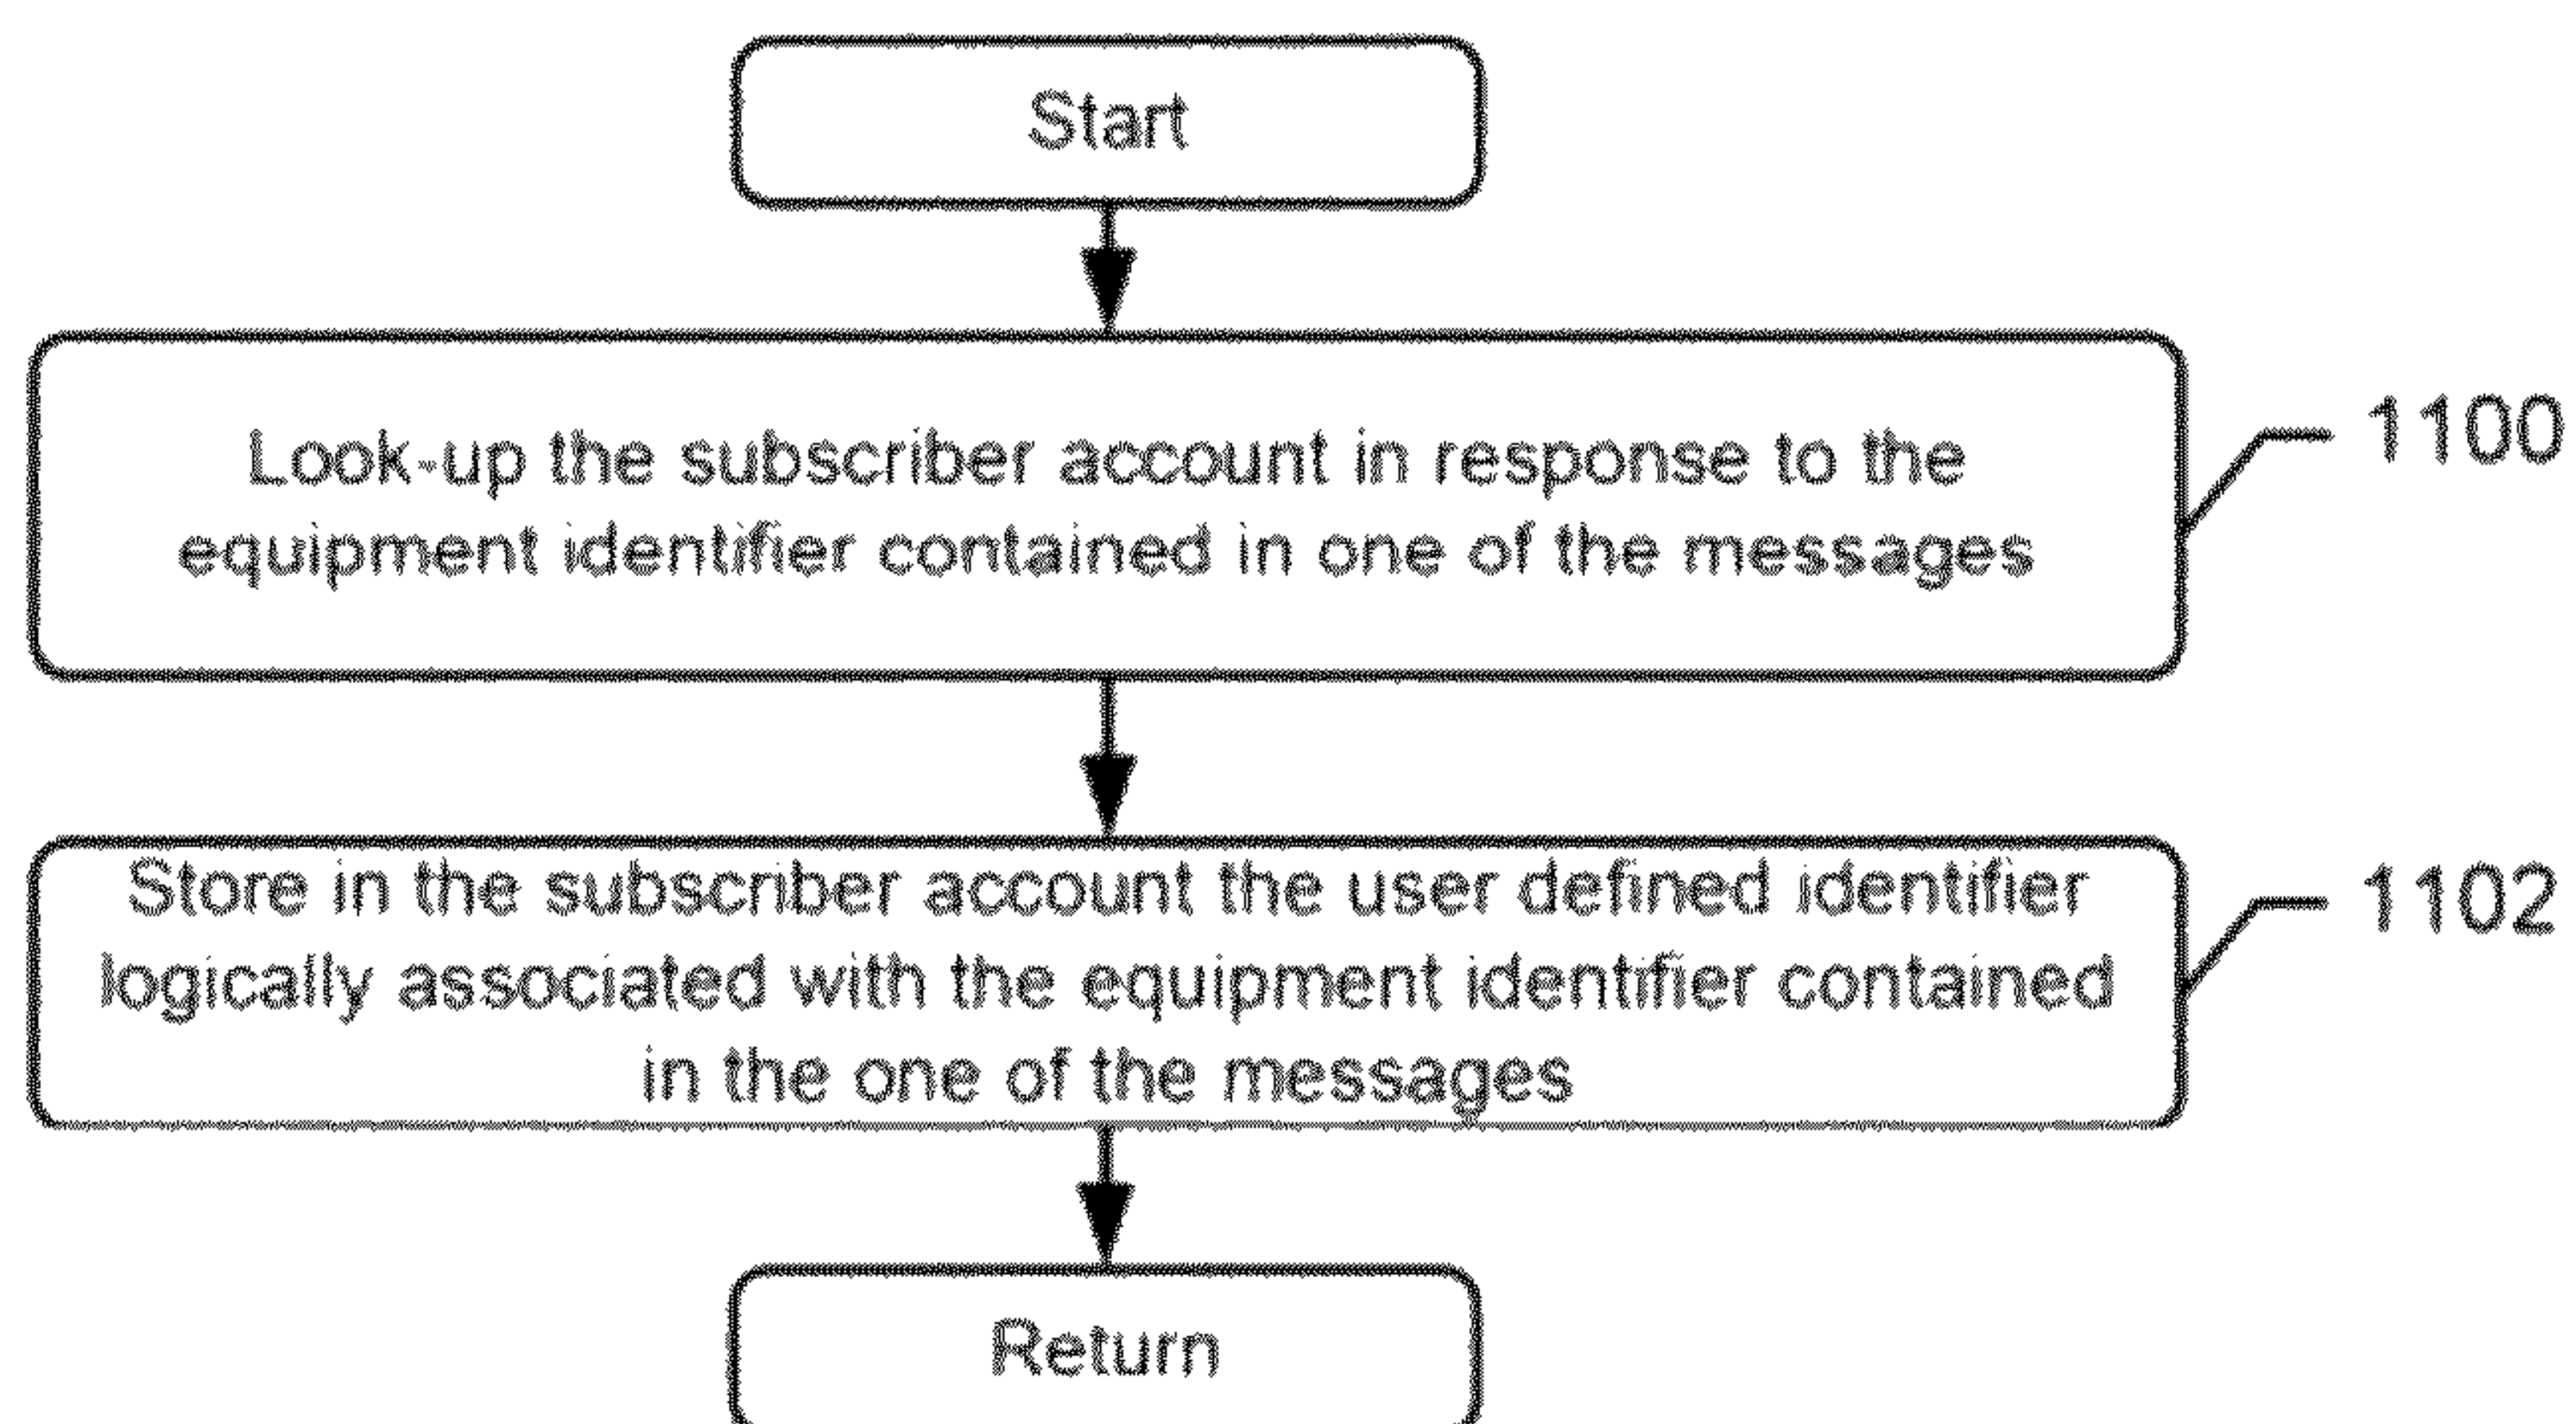 Start
Look-up the subscriber account in response to the
equipment identifier contained in one of the messages
1100
Store in the subscriber account the user defined identifier
logically associated with the equipment identifier contained
in the one of the messages
1102
Return